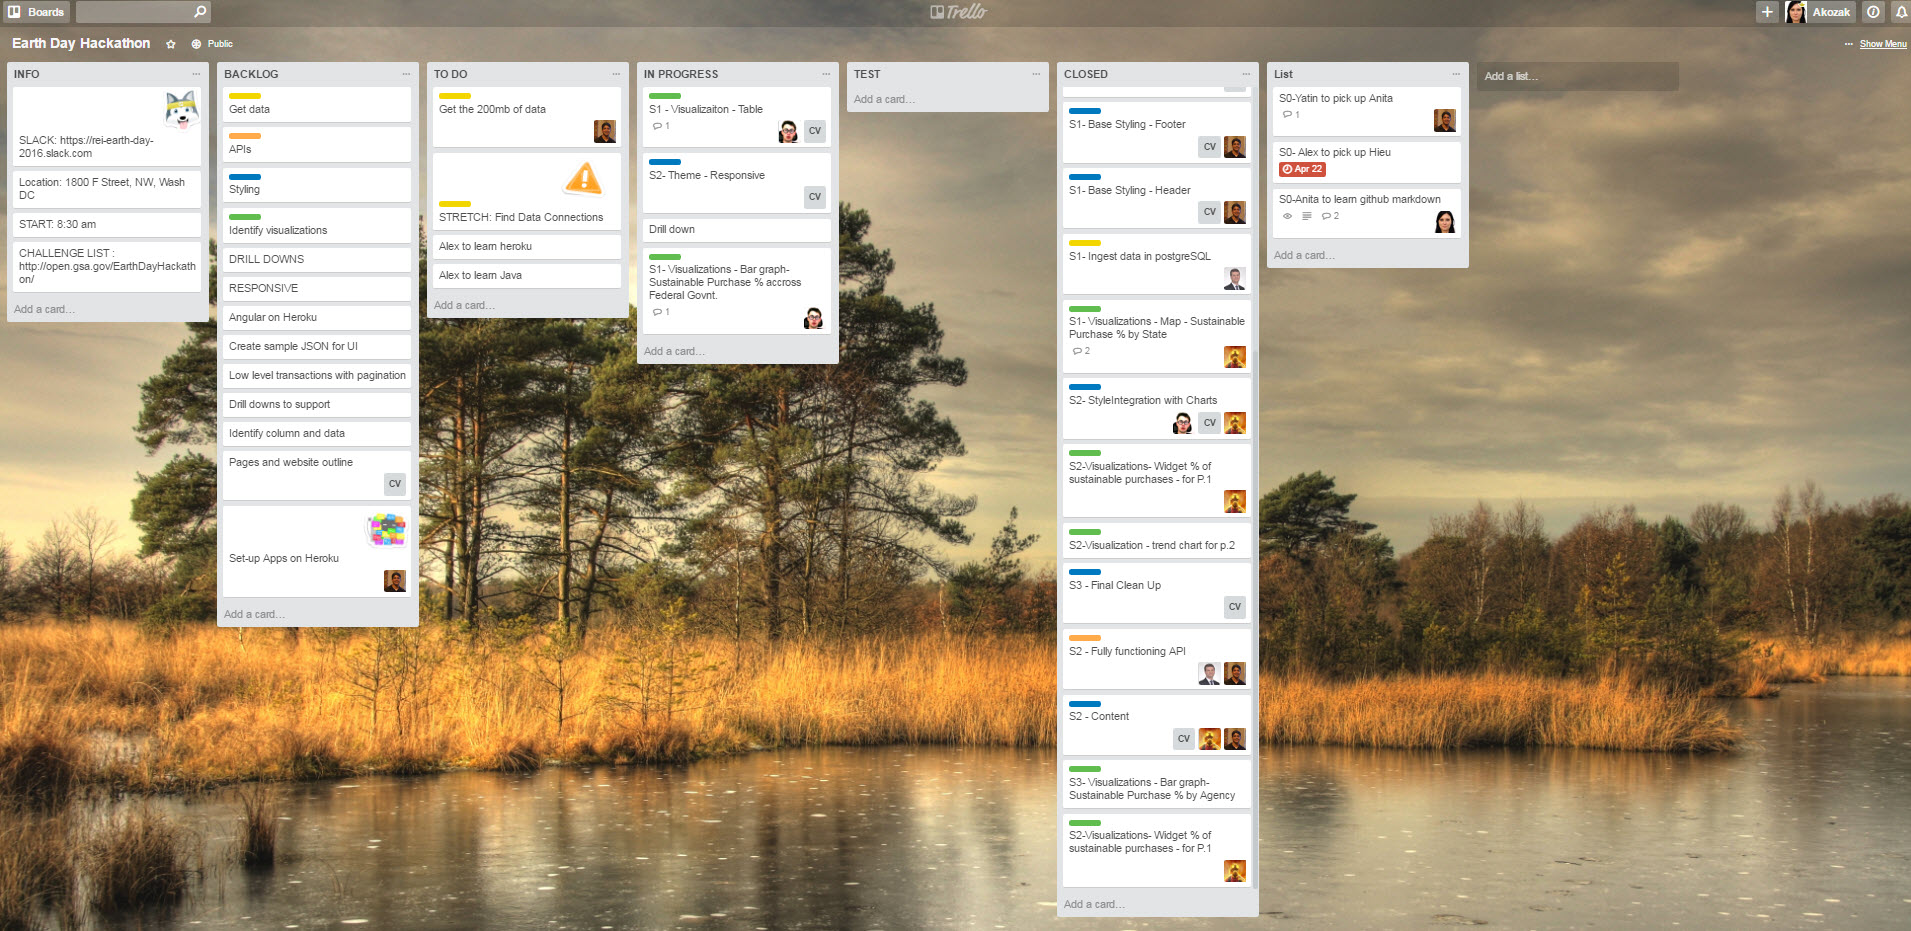 Boards
Trello
Akozak
Earth Day Hackathon
Public
Show Menu
INFO
SLACK: https://rei-earth-day-
2016.slack.com
Location: 1800 F Street, NW, Wash
DC
START: 8:30 am
CHALLENGE LIST :
http://open.gsa.gov/EarthDayHackath
on/
Add a card...
BACKLOG
Get data
APIs
Styling
Identify visualizations
DRILL DOWNS
RESPONSIVE
Angular on Heroku
Create sample JSON for UI
Low level transactions with pagination
Drill downs to support
Identify column and data
Pages and website outline
CV
Set-up Apps on Heroku
Add a card...
TO DO
Get the 200mb of data
STRETCH: Find Data Connections
Alex to learn heroku
Alex to learn Java
Add a card...
IN PROGRESS
S1 - Visualizaiton - Table
1
CV
S2- Theme - Responsive
CV
Drill down
S1- Visualizations - Bar graph-
Sustainable Purchase % accross
Federal Govnt.
1
Add a card...
TEST
Add a card...
CLOSED
S1- Base Styling - Footer
CV
S1- Base Styling - Header
CV
S1- Ingest data in postgreSQL
S1- Visualizations - Map - Sustainable
Purchase % by State
2
S2- StyleIntegration with Charts
CV
S2-Visualizations- Widget % of
sustainable purchases - for P.1
S2-Visualization - trend chart for p.2
S3 - Final Clean Up
CV
S2 - Fully functioning API
S2 - Content
CV
S3- Visualizations - Bar graph-
Sustainable Purchase % by Agency
S2-Visualizations- Widget % of
sustainable purchases - for P.1
Add a card...
List
S0-Yatin to pick up Anita
1
S0- Alex to pick up Hieu
Apr 22
S0-Anita to learn github markdown
2
Add a card...
Add a list...